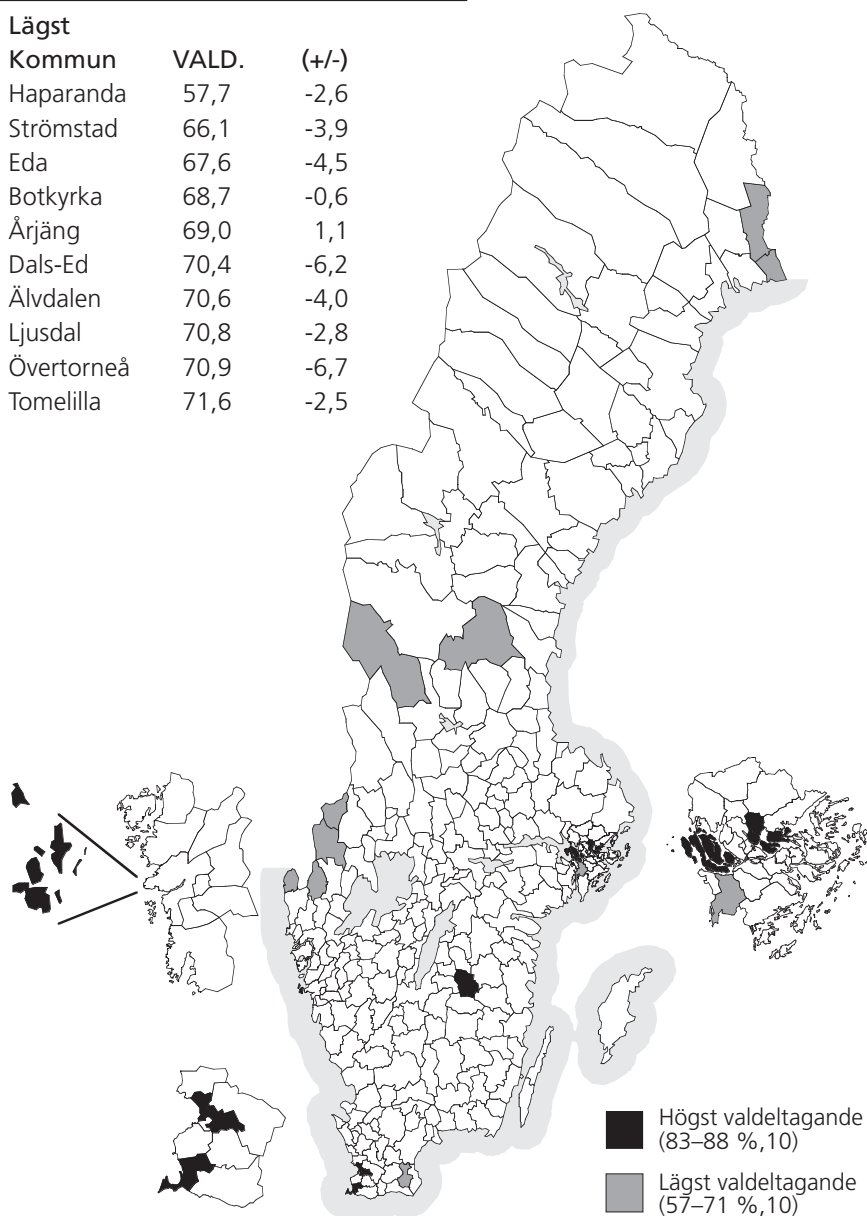 Lägst
Kommun VALD. (+/-)
Haparanda 57,7 -2,6
Strömstad 66,1 -3,9
Eda 67,6 -4,5
Botkyrka 68,7 -0,6
Årjäng 69,0 1,1
Dals-Ed 70,4 -6,2
Älvdalen 70,6 -4,0
Ljusdal 70,8 -2,8
Övertorneå 70,9 -6,7
Tomelilla 71,6 -2,5
Högst valdeltagande
(83–88 %,10)
Lägst valdeltagande
(57–71 %,10)